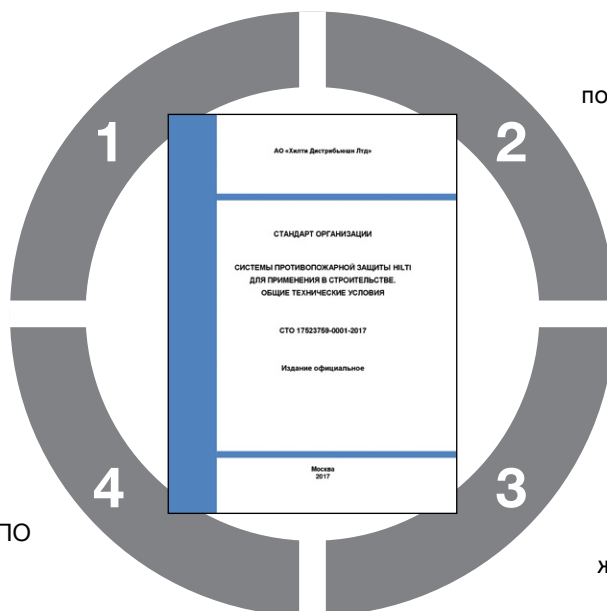 1
2
по
АО «Хилти Дистрибьюшн Лтд»
СТАНДАРТ ОРГАНИЗАЦИИ
СИСТЕМЫ ПРОТИВОПОЖАРНОЙ ЗАЩИТЫ HILTI
ДЛЯ ПРИМЕНЕНИЯ В СТРОИТЕЛЬСТВЕ.
ОБЩИЕ ТЕХНИЧЕСКИЕ УСЛОВИЯ
СТО 17523759-0001-2017
Издание официальное
Москва
2017
4
3
ПО
ж